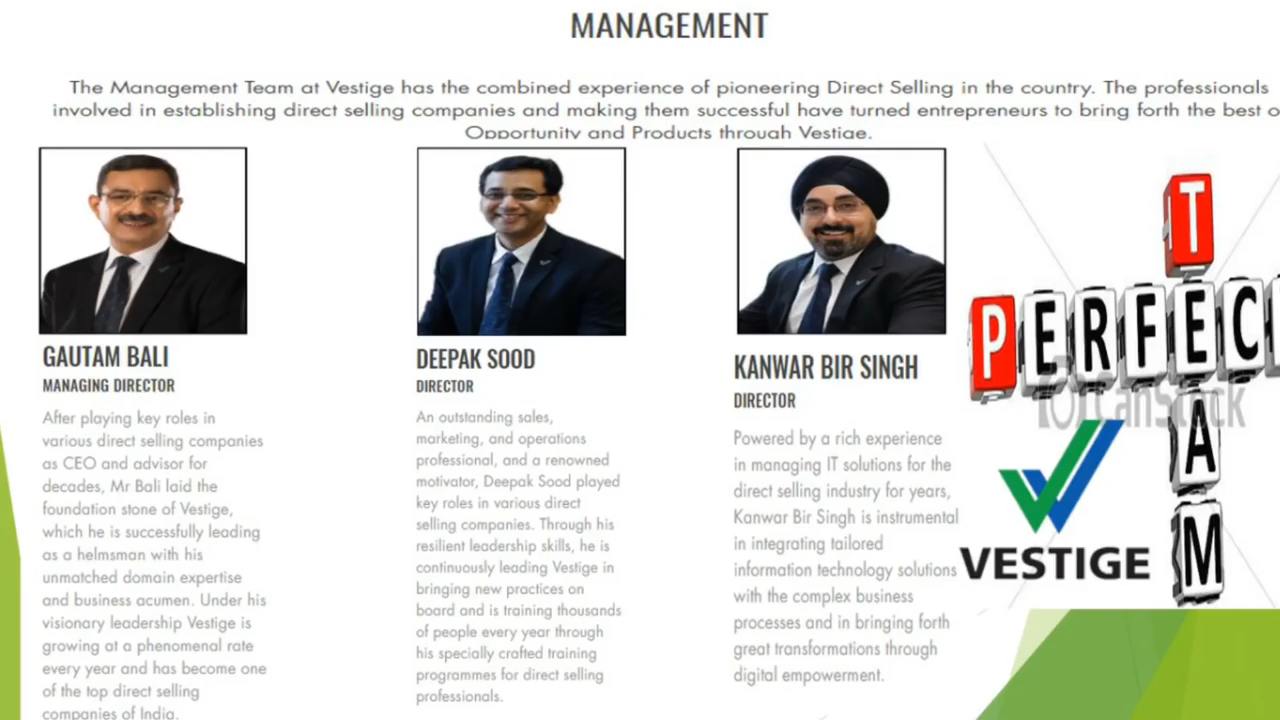 MANAGEMENT
The Management Team at Vestige has the combined experience of pioneering Direct Selling in the country. The professionals
involved in establishing direct selling companies and making them successful have turned entrepreneurs to bring forth the best o
Opportunity and Products through Vestige.
GAUTAM BALI
MANAGING DIRECTOR
After playing key roles in
various direct selling companies
as CEO and advisor for
decades, Mr Bali laid the
foundation stone of Vestige,
which he is successfully leading
as a helmsman with his
unmatched domain expertise
and business acumen. Under his
visionary leadership Vestige is
growing at a phenomenal rate
every year and has become one
of the top direct selling
companies of India.
DEEPAK SOOD
DIRECTOR
An outstanding sales,
marketing, and operations
professional, and a renowned
motivator, Deepak Sood played
key roles in various direct
selling companies. Through his
resilient leadership skills, he is
continuously leading Vestige in
bringing new practices on
board and is training thousands
of people every year through
his specially crafted training
programmes for direct selling
professionals.
KANWAR BIR SINGH
DIRECTOR
Powered by a rich experience
in managing IT solutions for the
direct selling industry for years,
Kanwar Bir Singh is instrumental
in integrating tailored
information technology solutions
with the complex business
processes and in bringing forth
great transformations through
digital empowerment.
PERFEC
TEAM
CanStock
VESTIGE